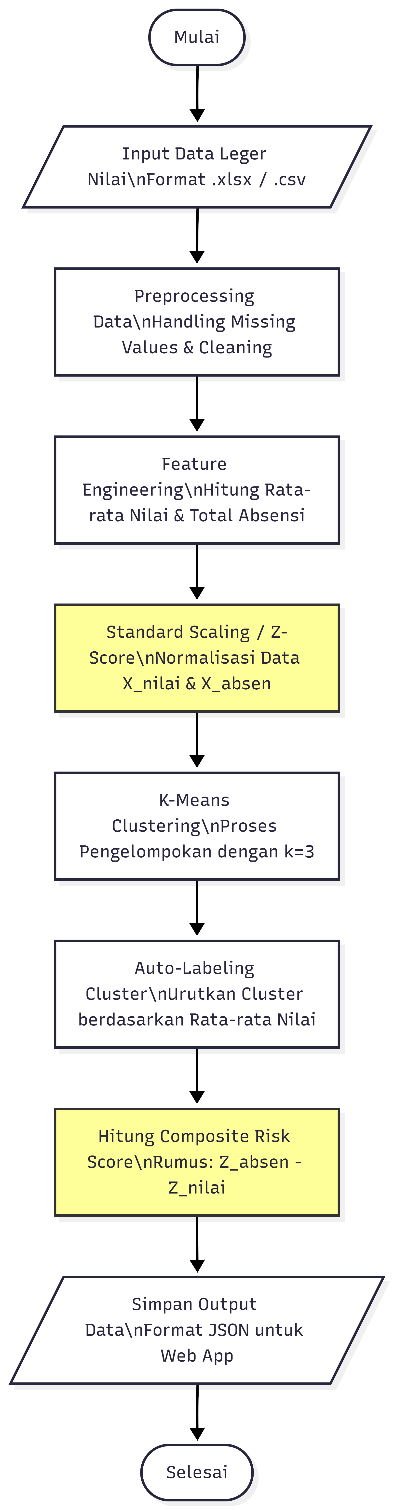 Mulai
Input Data Leger
Nilai\nFormat .xlsx / .csv
Preprocessing
Data\nHandling Missing
Values & Cleaning
Feature
Engineering\nHitung Rata-
rata Nilai & Total Absensi
Standard Scaling / Z-
Score\nNormalisasi Data
X_nilai & X_absen
K-Means
Clustering\nProses
Pengelompokan dengan k=3
Auto-Labeling
Cluster\nUrutkan Cluster
berdasarkan Rata-rata Nilai
Hitung Composite Risk
Score\nRumus: Z_absen -
Z_nilai
Simpan Output
Data\nFormat JSON untuk
Web App
Selesai